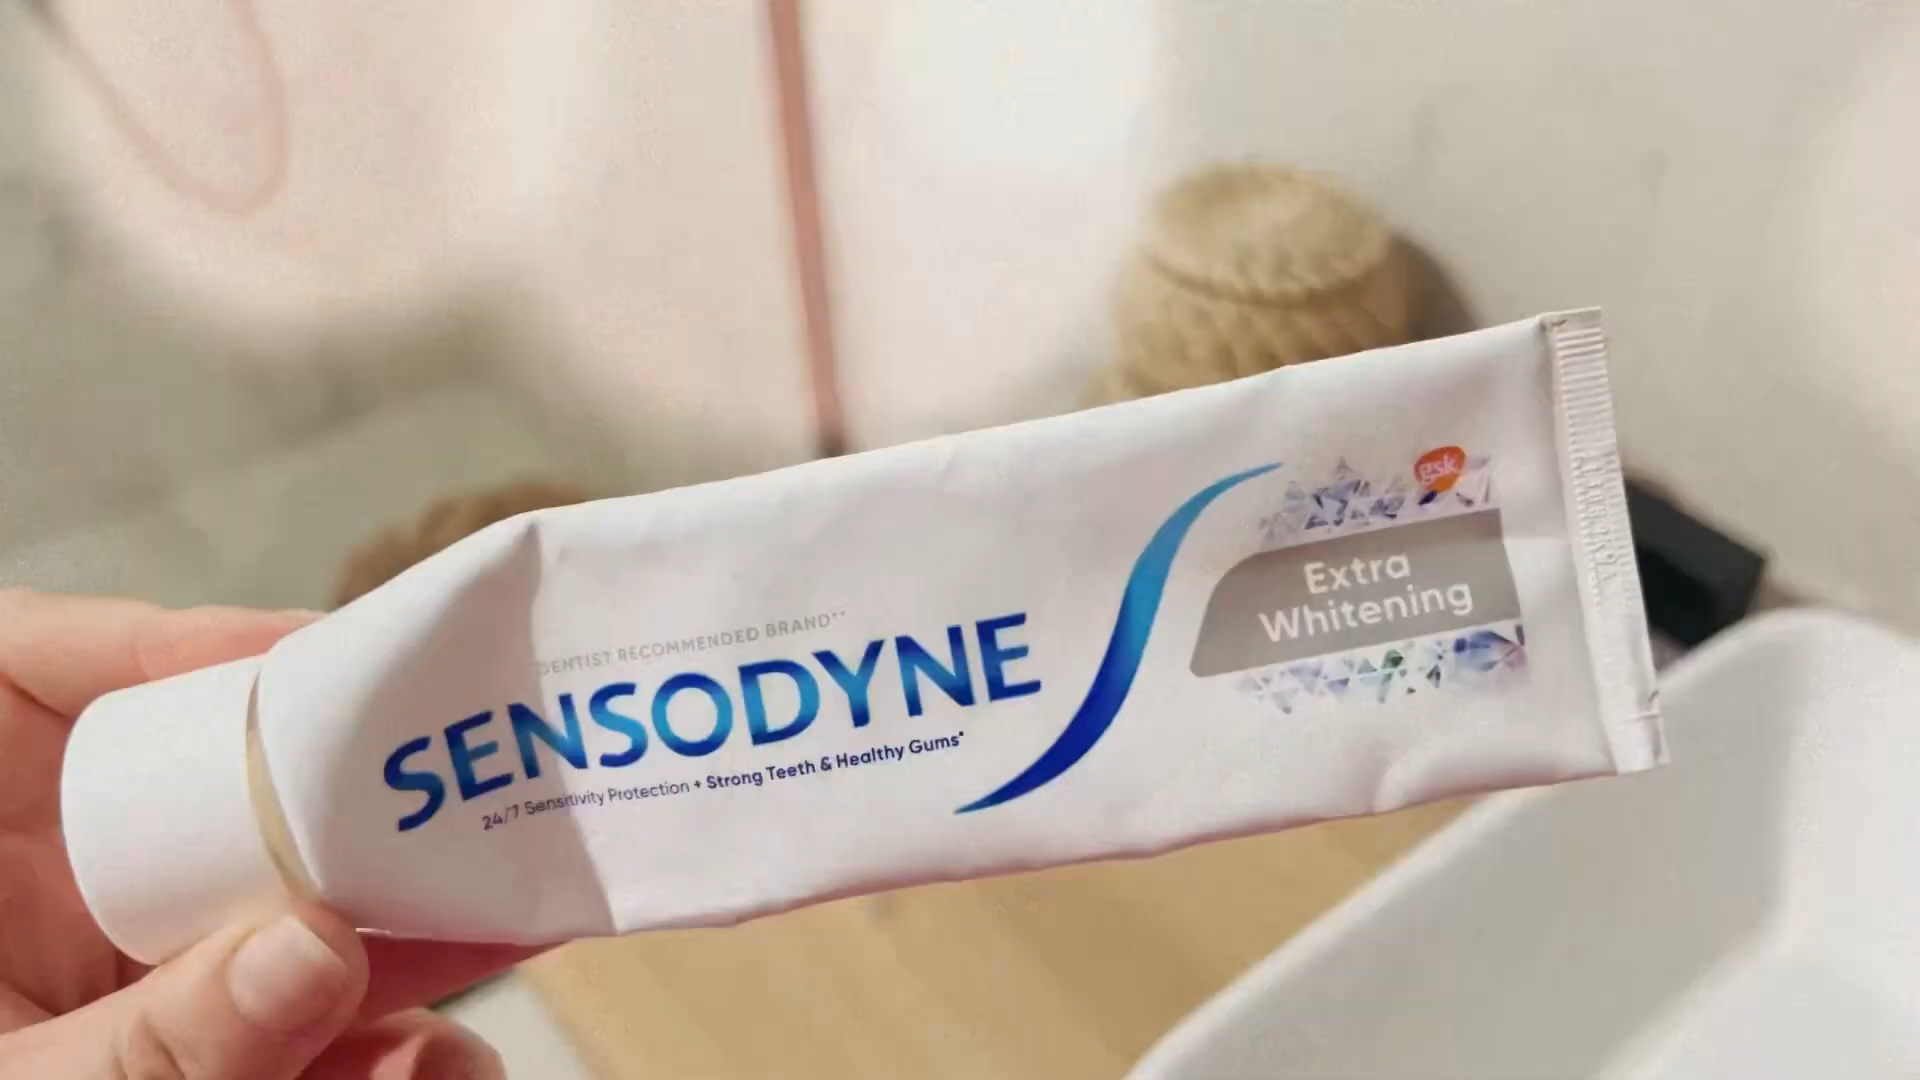 DENTIST RECOMMENDED BRAND**
SENSODYNE
24/7 Sensitivity Protection + Strong Teeth & Healthy Gums*
gsk
Extra
Whitening